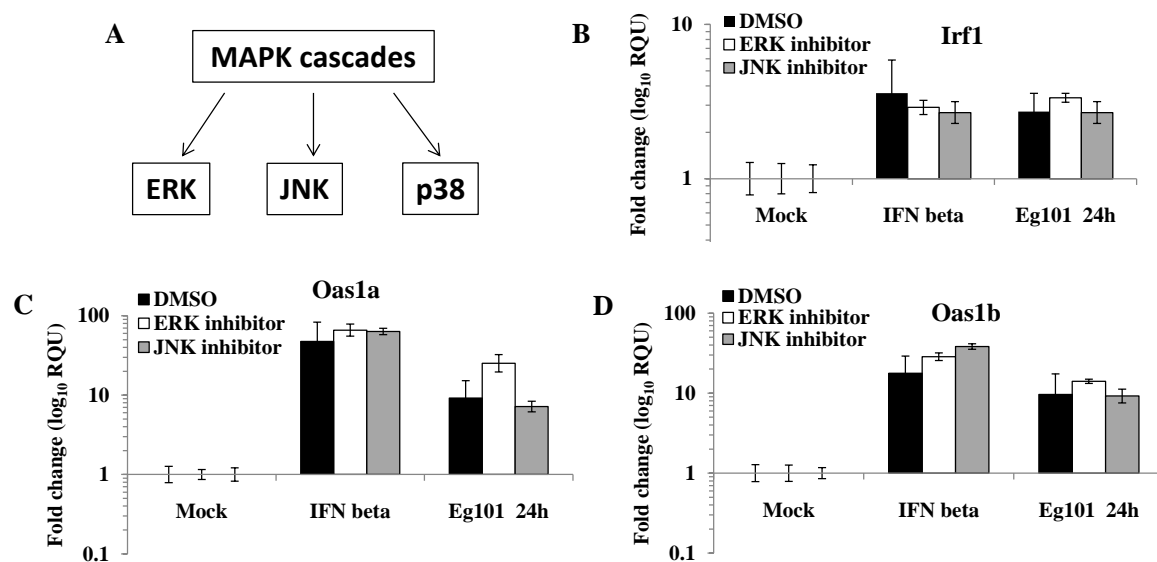 A
MAPK cascades
ERK
JNK
p38
B
Irf1
DMSO
ERK inhibitor
JNK inhibitor
Fold change (log10 RQU)
10
1
Mock
IFN beta
Eg101 24h
C
Oas1a
DMSO
ERK inhibitor
JNK inhibitor
Fold change (log10 RQU)
100
10
1
0.1
Mock
IFN beta
Eg101 24h
D
Oas1b
DMSO
ERK inhibitor
JNK inhibitor
Fold change (log10 RQU)
100
10
1
0.1
Mock
IFN beta
Eg101 24h